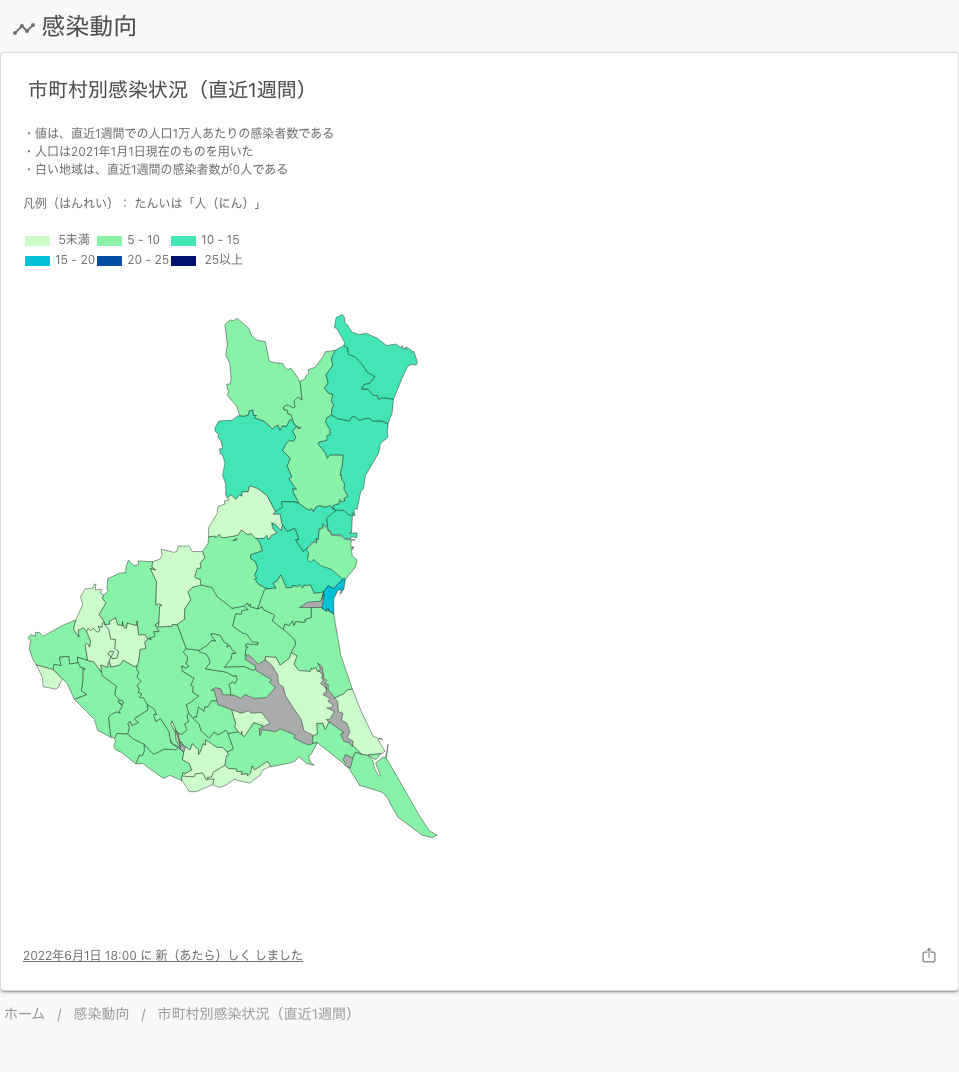 感染動向
市町村別感染状況（直近1週間）
・値は、直近1週間での人口1万人あたりの感染者数である
・人口は2021年1月1日現在のものを用いた
・白い地域は、直近1週間の感染者数が0人である
凡例（はんれい）： たんいは「人（にん）」
5未満 5 - 10 10 - 15
15 - 20 20 - 25 25以上
2022年6月1日 18:00 に 新（あたら）しく しました
ホーム / 感染動向 / 市町村別感染状況（直近1週間）